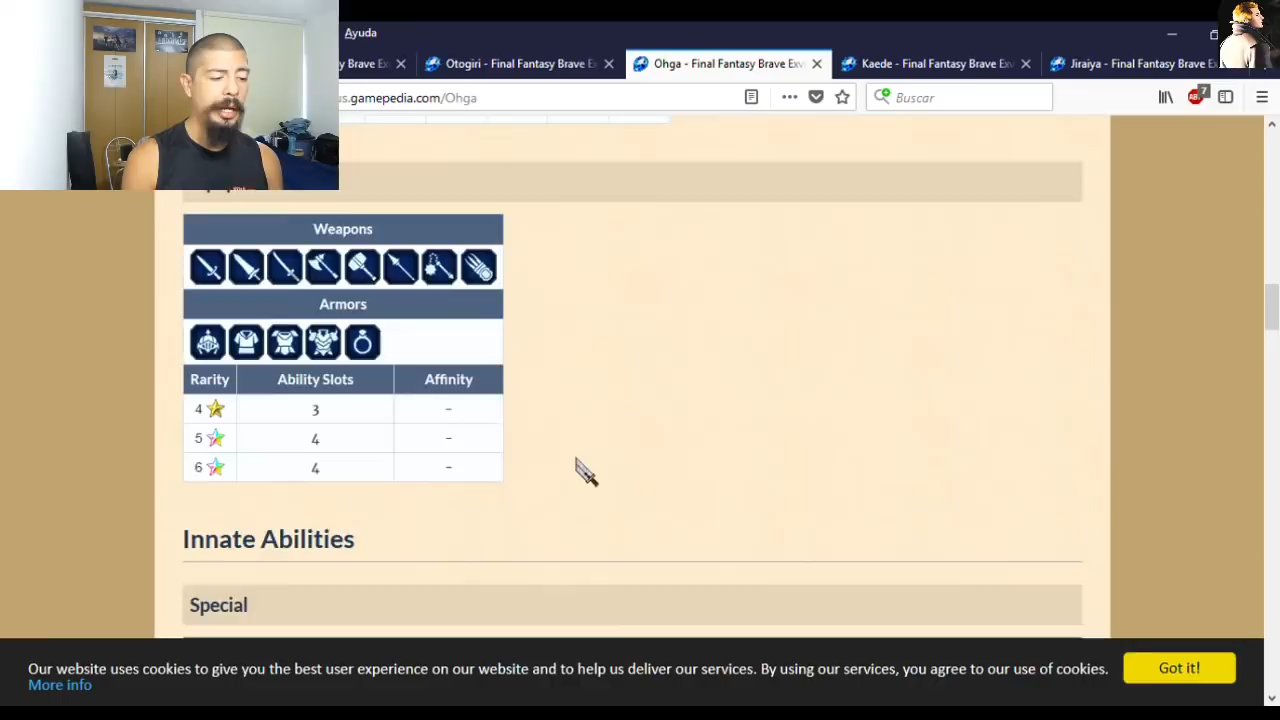 Ayuda
y Brave Ex
Otogiri - Final Fantasy Brave Ex
Ohga - Final Fantasy Brave Exv
Kaede - Final Fantasy Brave Ex
Jiraiya - Final Fantasy Brave Ex
us.gamepedia.com/Ohga
Buscar
7
Weapons
Armors
Rarity Ability Slots Affinity
4 3 -
5 4 -
6 4 -
Innate Abilities
Special
Our website uses cookies to give you the best user experience on our website and to help us deliver our services. By using our services, you agree to our use of cookies.
More info
Got it!